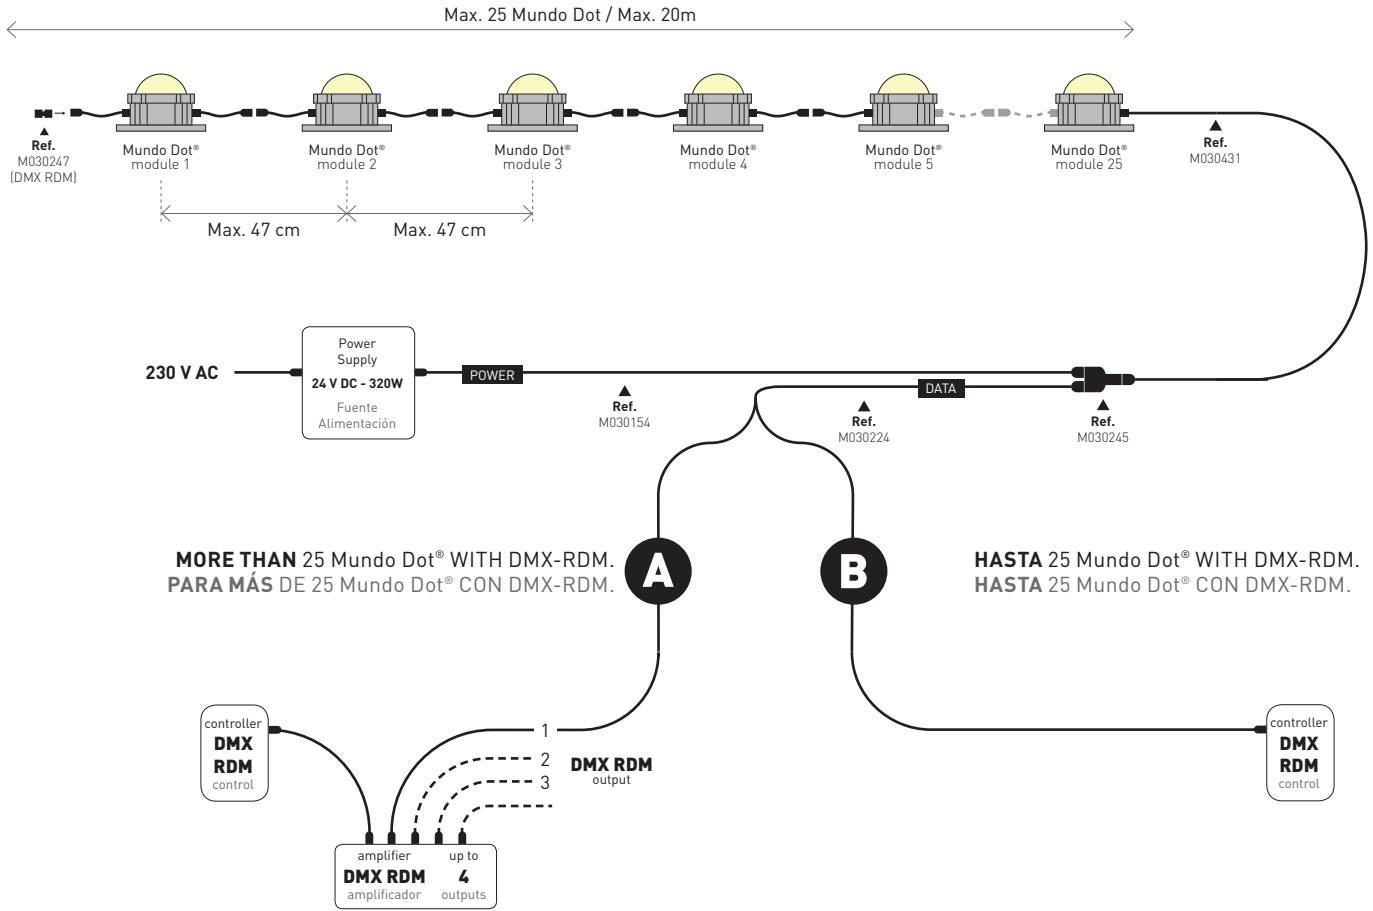 Max. 25 Mundo Dot / Max. 20m
Ref.
M030247
(DMX RDM)
Mundo Dot®
module 1
Mundo Dot®
module 2
Mundo Dot®
module 3
Mundo Dot®
module 4
Mundo Dot®
module 5
Mundo Dot®
module 25
Ref.
M030431
Max. 47 cm
Max. 47 cm
230 V AC
Power
Supply
24 V DC - 320W
Fuente
Alimentación
POWER
DATA
Ref.
M030154
Ref.
M030224
Ref.
M030245
MORE THAN 25 Mundo Dot® WITH DMX-RDM.
PARA MÁS DE 25 Mundo Dot® CON DMX-RDM.
A
B
HASTA 25 Mundo Dot® WITH DMX-RDM.
HASTA 25 Mundo Dot® CON DMX-RDM.
controller
DMX
RDM
control
1
2
3
DMX RDM
output
amplifier
DMX RDM
amplificador
up to
4
outputs
controller
DMX
RDM
control